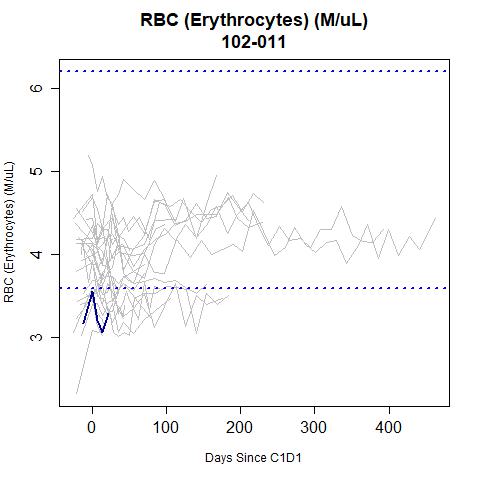 RBC (Erythrocytes) (M/uL)
102-011
RBC (Erythrocytes) (M/uL)
6
5
4
3
0 100 200 300 400
Days Since C1D1